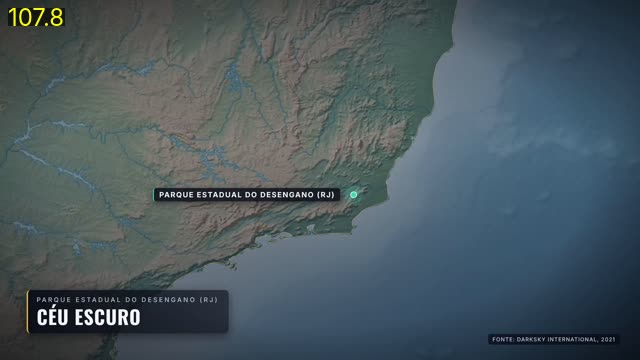 107.8
PARQUE ESTADUAL DO DESENGANO (RJ)
PARQUE ESTADUAL DO DESENGANO (RJ)
CÉU ESCURO
FONTE: DARKSKY INTERNATIONAL, 2021